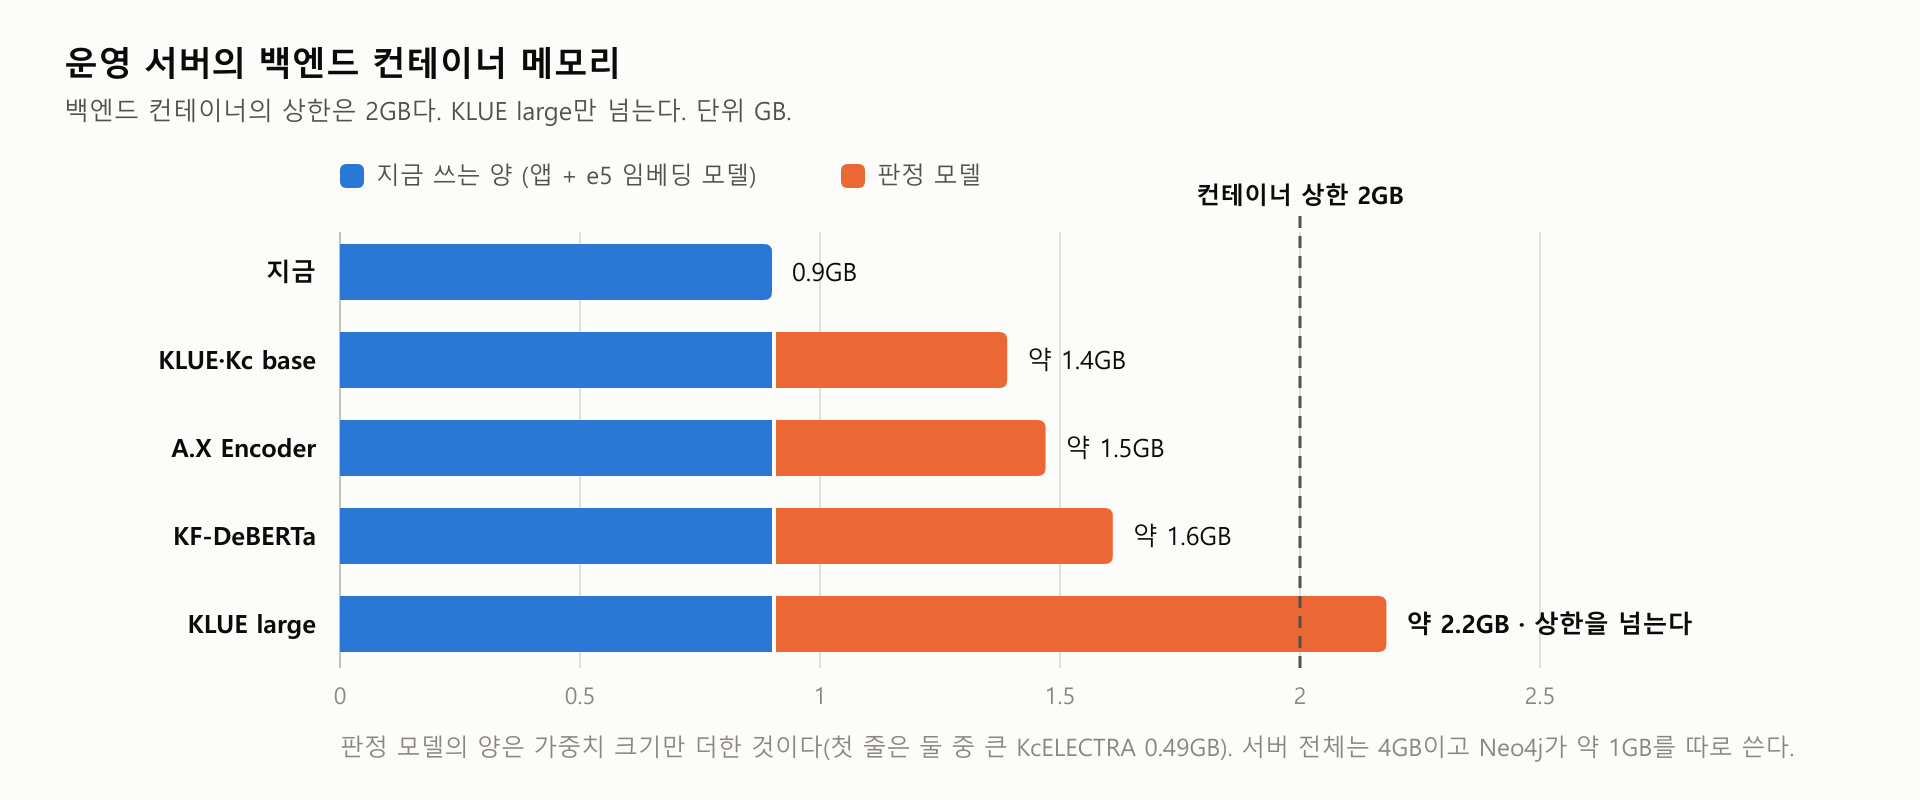 운영 서버의 백엔드 컨테이너 메모리
백엔드 컨테이너의 상한은 2GB다. KLUE large만 넘는다. 단위 GB.
지금 쓰는 양 (앱 + e5 임베딩 모델)
판정 모델
컨테이너 상한 2GB
지금
0.9GB
KLUE·Kc base
약 1.4GB
A.X Encoder
약 1.5GB
KF-DeBERTa
약 1.6GB
KLUE large
약 2.2GB · 상한을 넘는다
0
0.5
1
1.5
2
2.5
판정 모델의 양은 가중치 크기만 더한 것이다(첫 줄은 둘 중 큰 KcELECTRA 0.49GB). 서버 전체는 4GB이고 Neo4j가 약 1GB를 따로 쓴다.